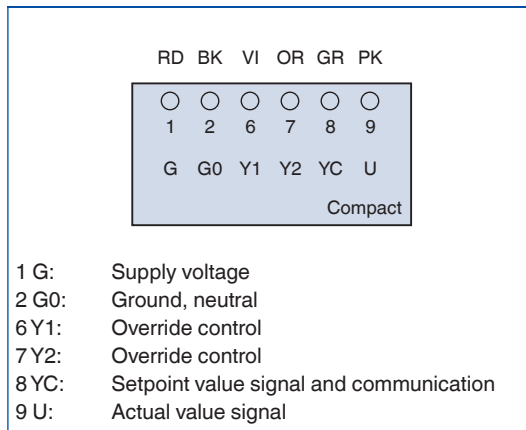 RD BK VI OR GR PK
1 2 6 7 8 9
G G0 Y1 Y2 YC U
Compact
1 G: Supply voltage
2 G0: Ground, neutral
6 Y1: Override control
7 Y2: Override control
8 YC: Setpoint value signal and communication
9 U: Actual value signal